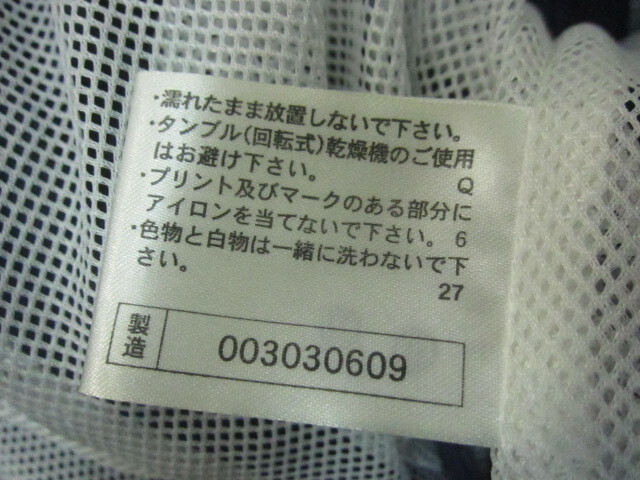 ・濡れたまま放置しないで下さい。
・タンブル(回転式)乾燥機のご使用
はお避け下さい。 Q
・プリント及びマークのある部分に
アイロンを当てないで下さい。 6
・色物と白物は一緒に洗わないで下
さい。 27
製造 003030609